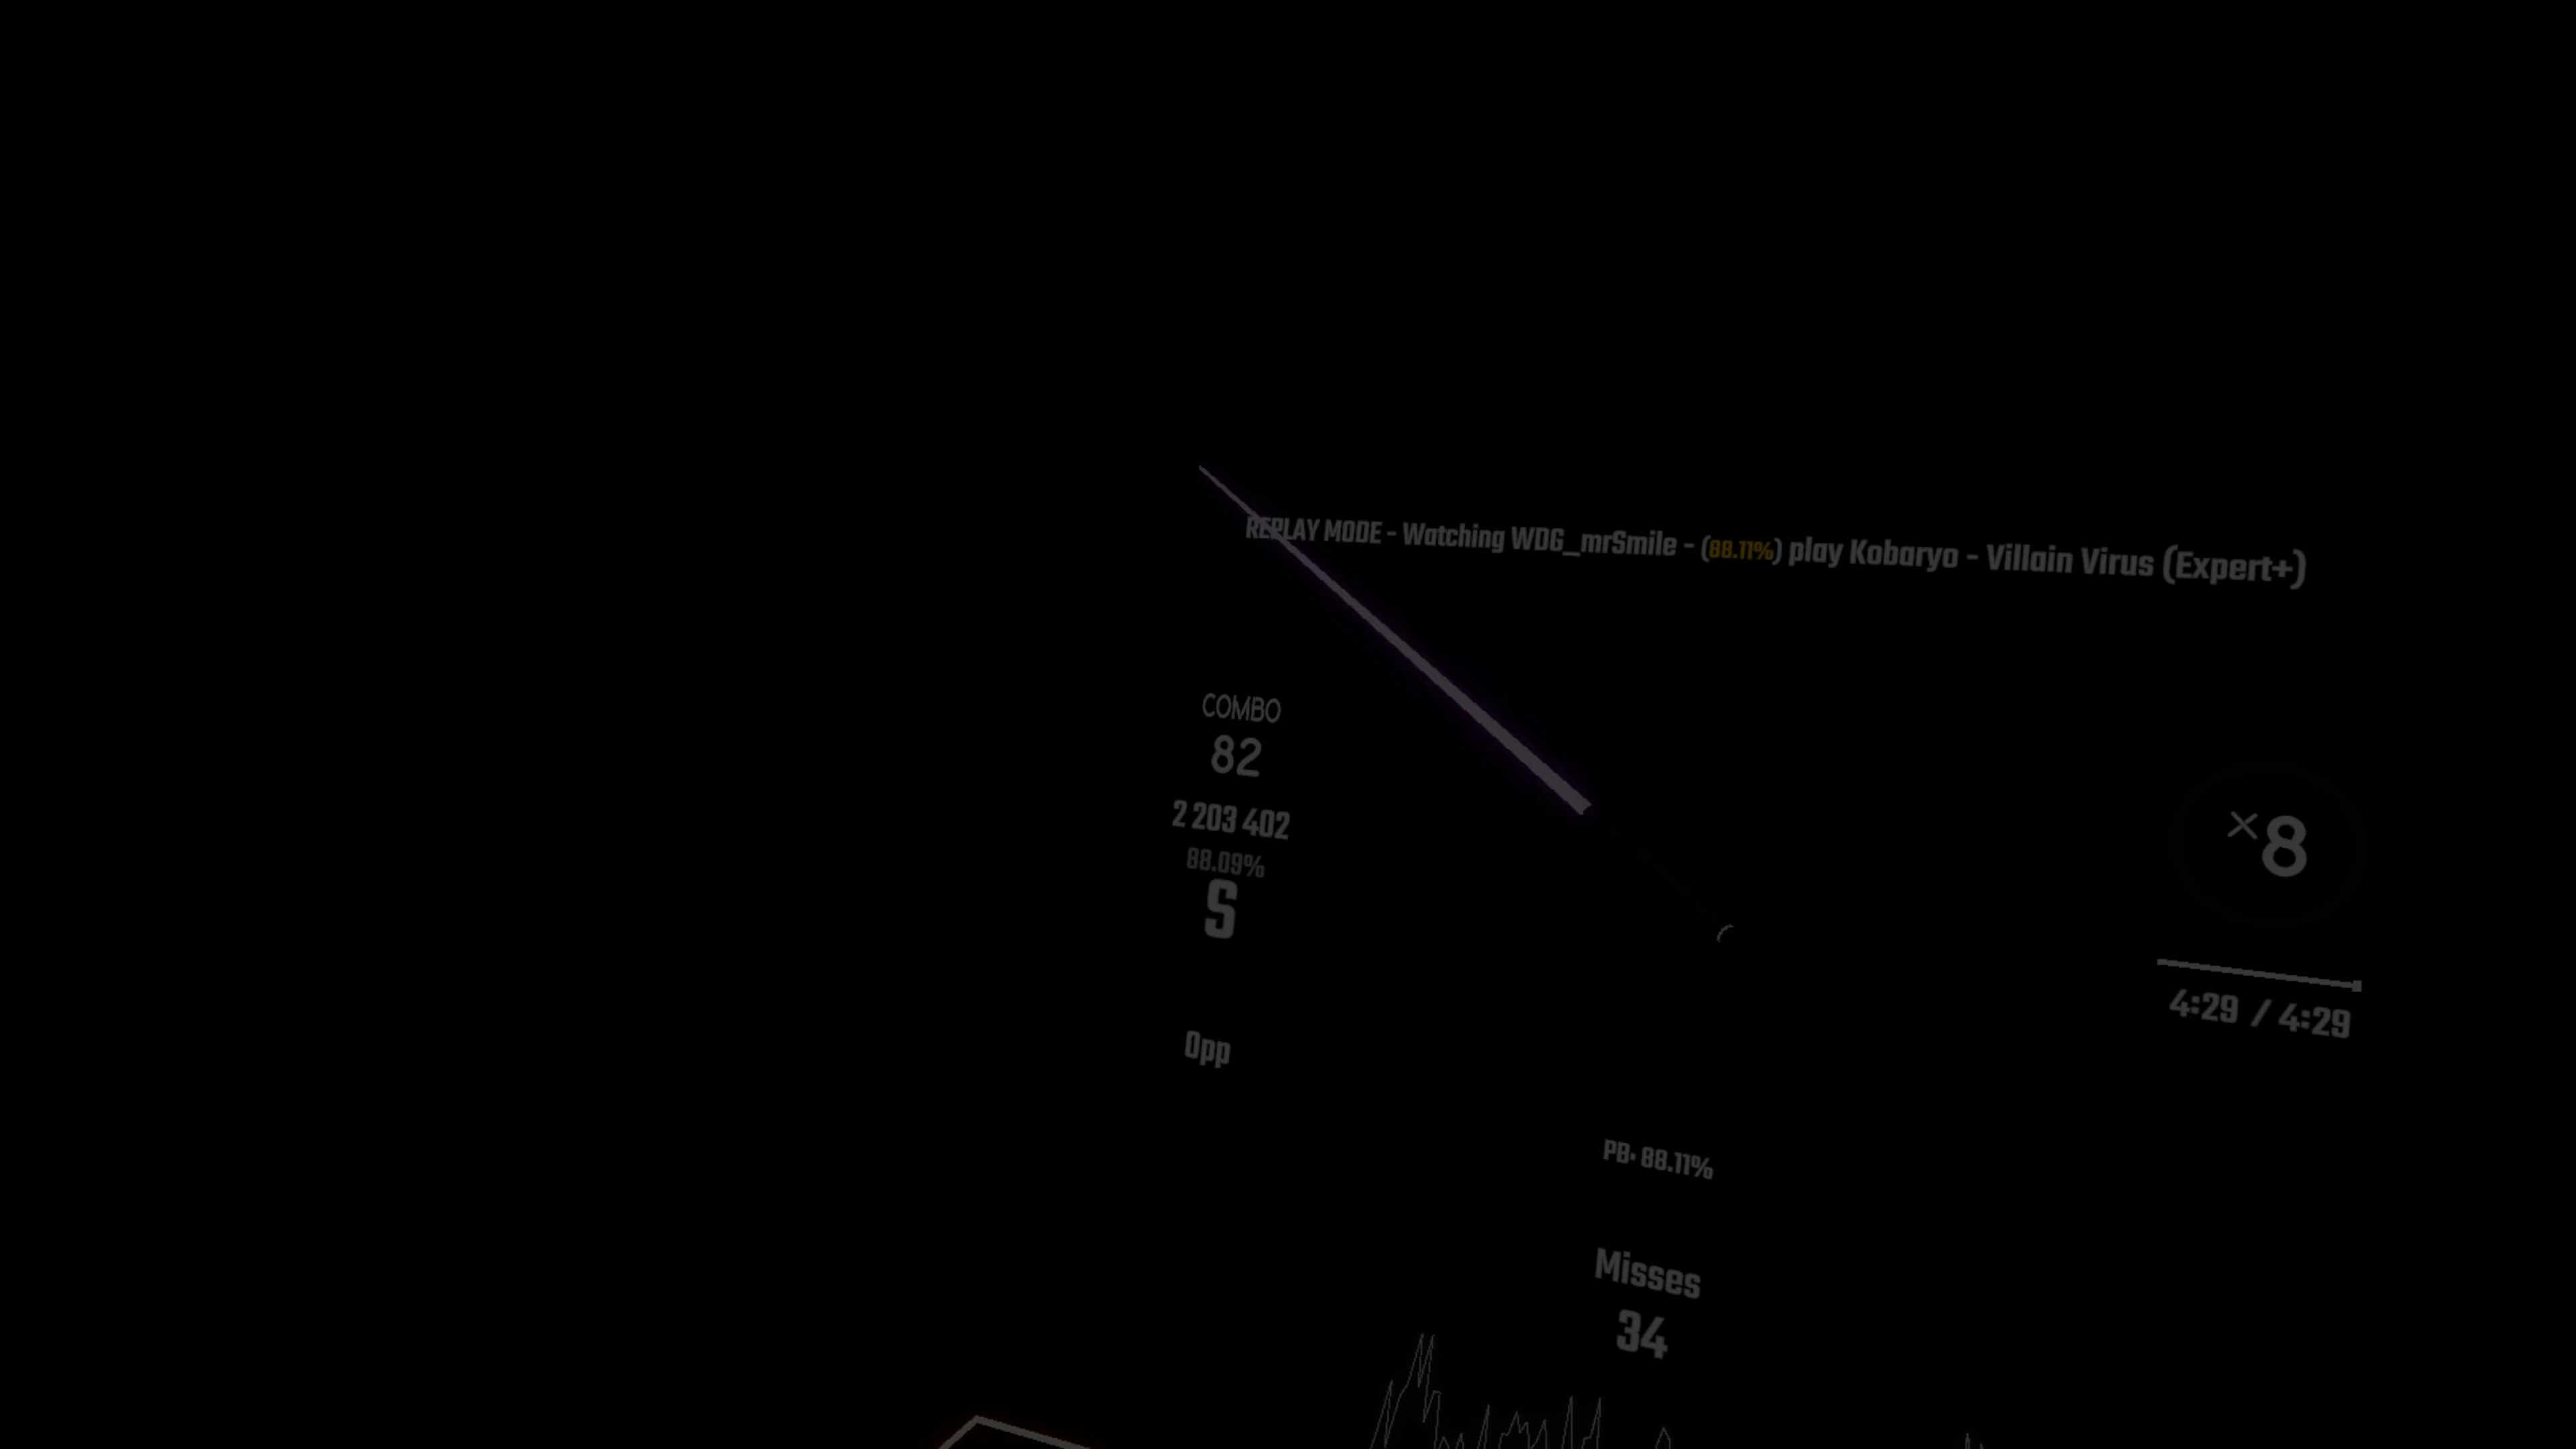 REPLAY MODE - Watching WDG_mrSmile - (88.11%) play Kobaryo - Villain Virus (Expert+)
COMBO
82
2 203 402
88.09%
S
×8
4:29 / 4:29
0pp
PB: 88.11%
Misses
34